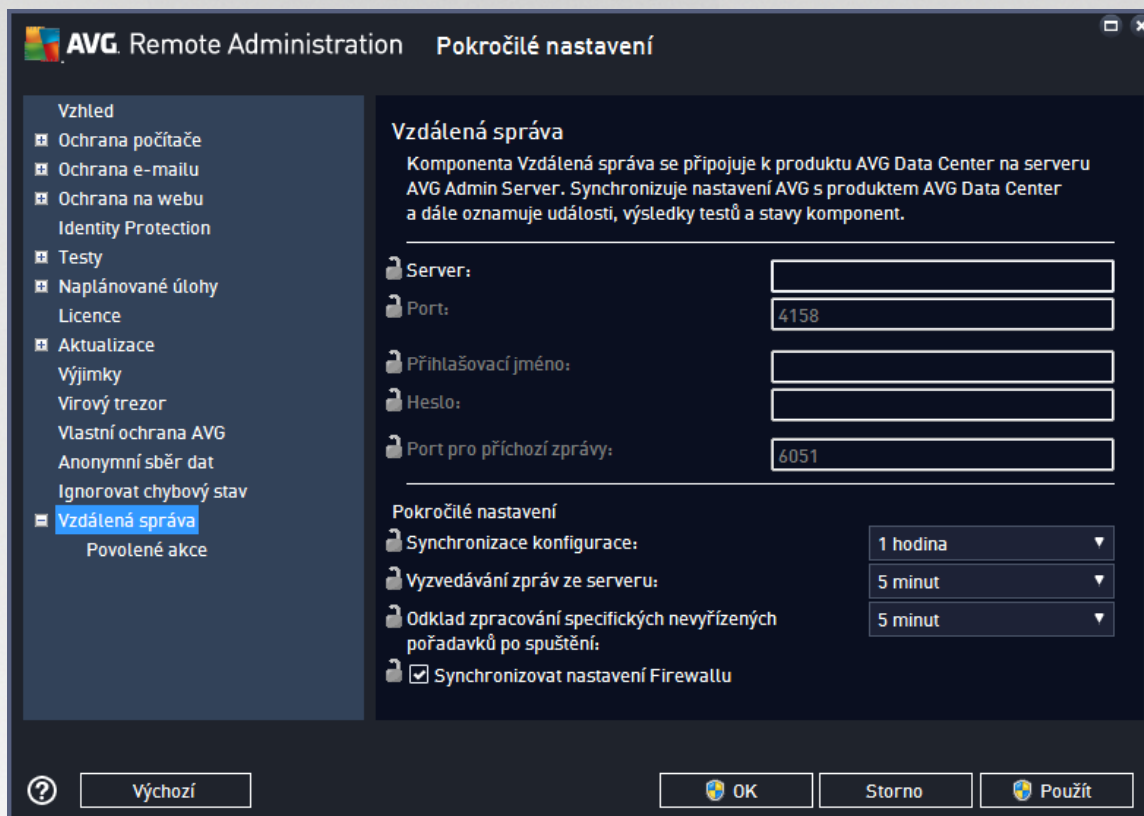 AVG. Remote Administration Pokročilé nastavení
Vzhled
Ochrana počítače
Ochrana e-mailu
Ochrana na webu
Identity Protection
Testy
Naplánované úlohy
Licence
Aktualizace
Výjimky
Virový trezor
Vlastní ochrana AVG
Anonymní sběr dat
Ignorovat chybový stav
Vzdálená správa
Povolené akce
Vzdálená správa
Komponenta Vzdálená správa se připojuje k produktu AVG Data Center na serveru
AVG Admin Server. Synchronizuje nastavení AVG s produktem AVG Data Center
a dále oznamuje události, výsledky testů a stavy komponent.
Server:
Port: 4158
Přihlašovací jméno:
Heslo:
Port pro příchozí zprávy: 6051
Pokročilé nastavení
Synchronizace konfigurace: 1 hodina
Vyzvedávání zpráv ze serveru: 5 minut
Odklad zpracování specifických nevyřízených 5 minut
pořadavků po spuštění:
Synchronizovat nastavení Firewallu
? Výchozí OK Storno Použít